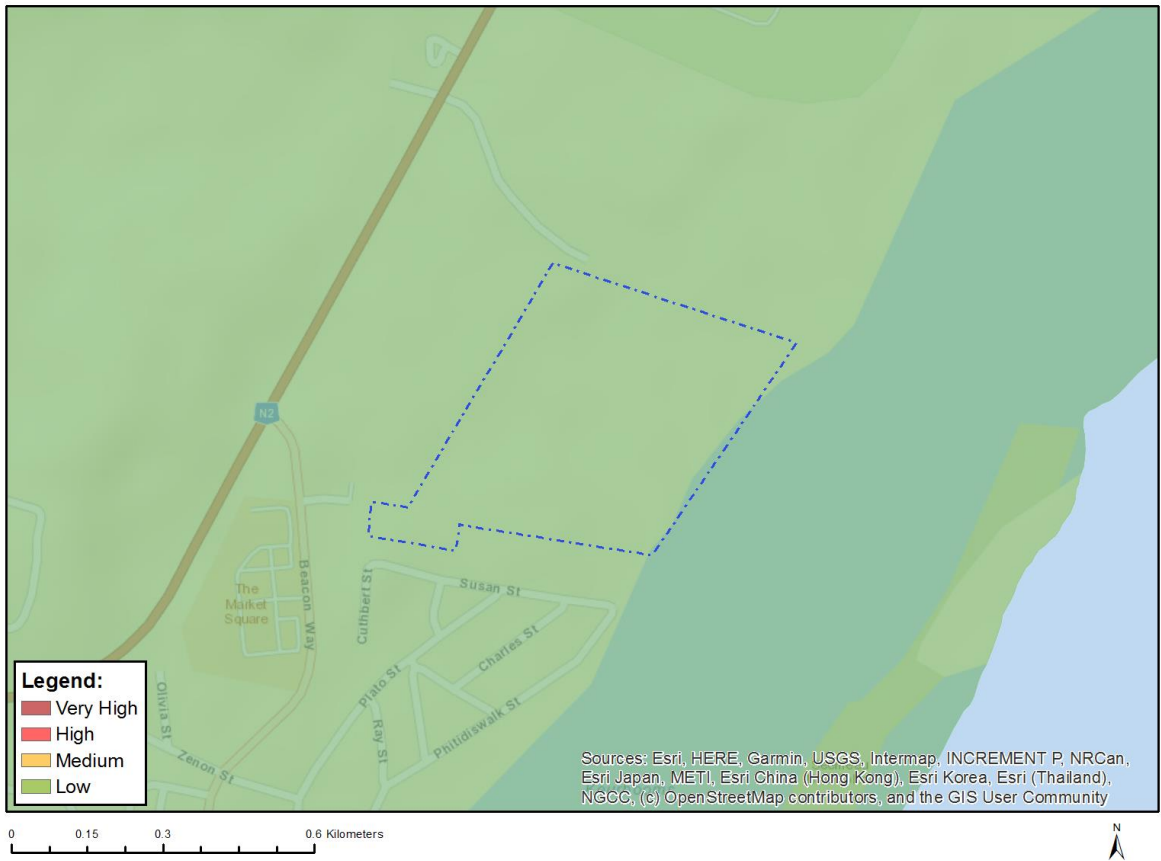 N2
The
Market
Square
Beacon Way
Cuthbert St
Susan St
Charles St
Plato St
Ray St
Phitidiswalk St
Olivia St
Zenon St
Legend:
Very High
High
Medium
Low
Sources: Esri, HERE, Garmin, USGS, Intermap, INCREMENT P, NRCan,
Esri Japan, METI, Esri China (Hong Kong), Esri Korea, Esri (Thailand),
NGCC, (c) OpenStreetMap contributors, and the GIS User Community
0 0.15 0.3 0.6 Kilometers
N